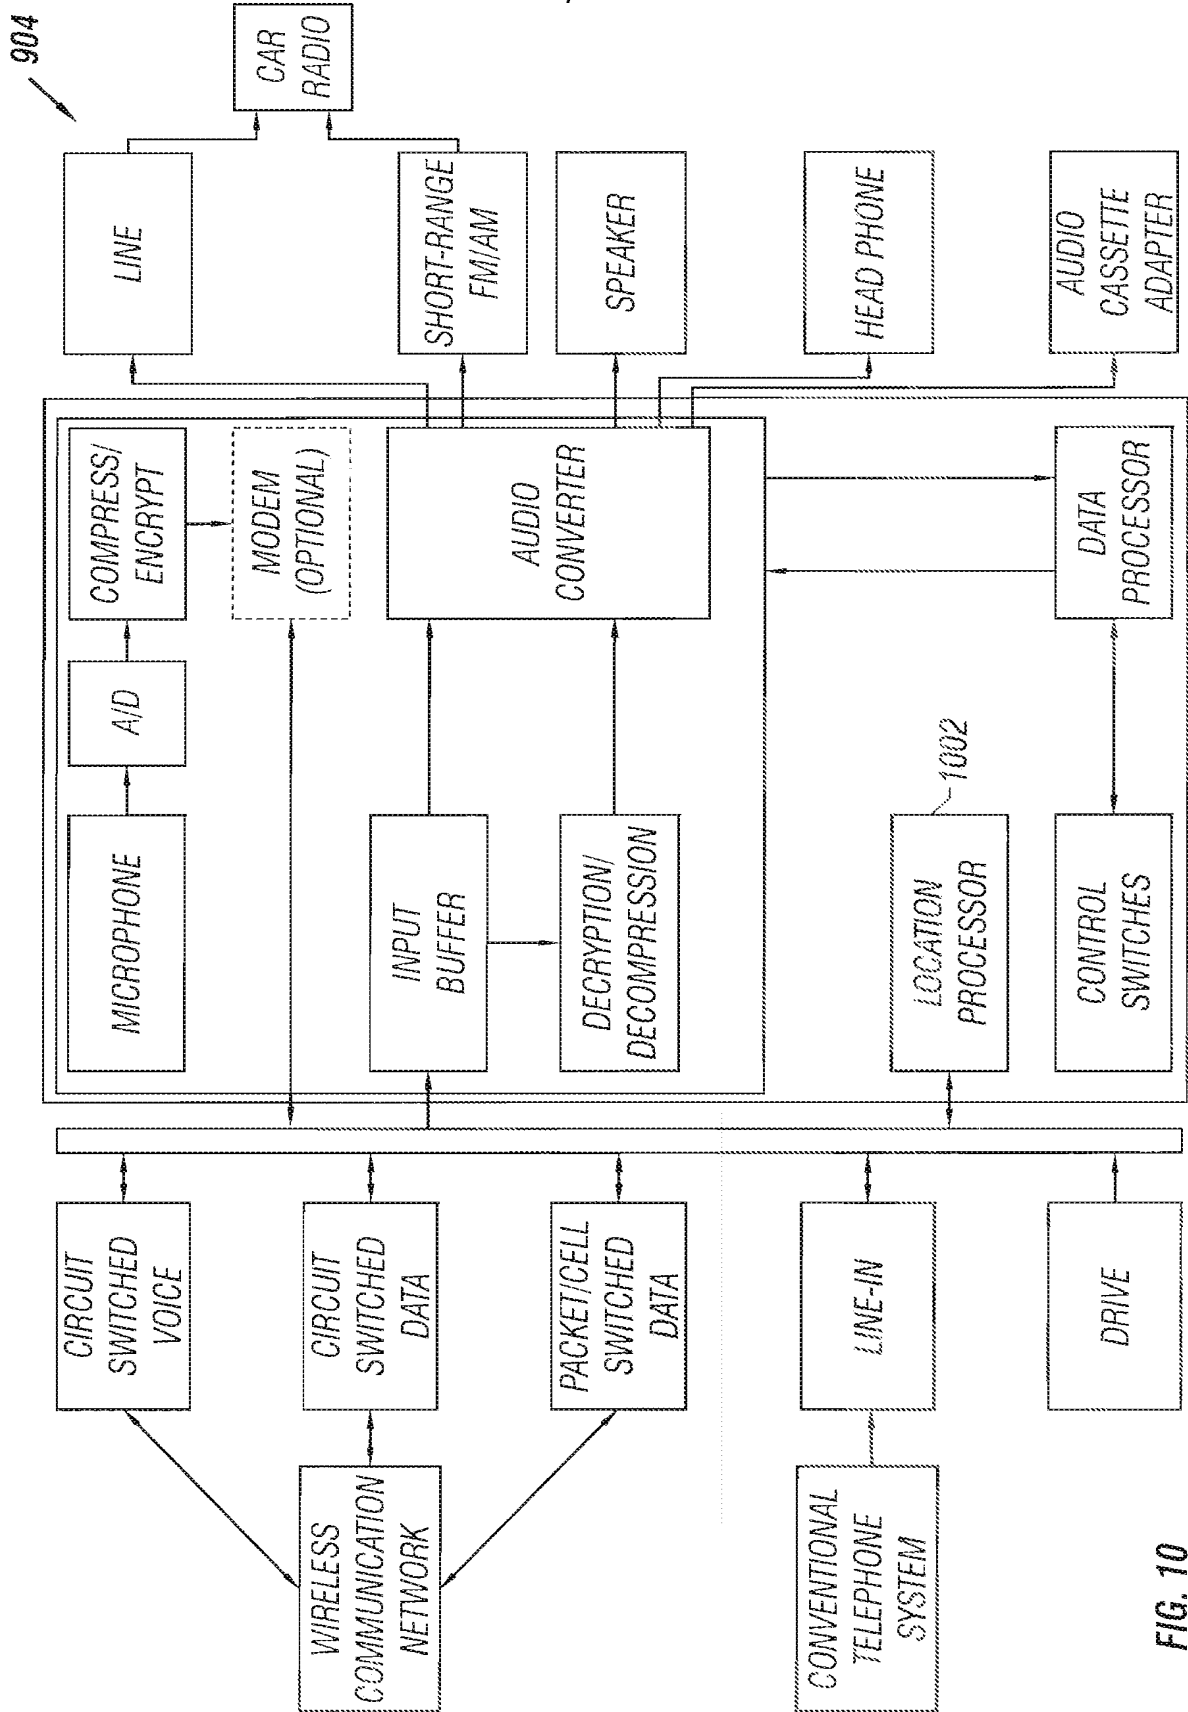 904
CIRCUIT
SWITCHED
VOICE
MICROPHONE
A/D
COMPRESS/
ENCRYPT
LINE
CAR
RADIO
MODEM
(OPTIONAL)
WIRELESS
COMMUNICATION
NETWORK
CIRCUIT
SWITCHED
DATA
INPUT
BUFFER
AUDIO
CONVERTER
SHORT-RANGE
FM/AM
PACKET/CELL
SWITCHED
DATA
DECRYPTION/
DECOMPRESSION
SPEAKER
CONVENTIONAL
TELEPHONE
SYSTEM
LINE-IN
LOCATION
PROCESSOR
1002
HEAD PHONE
DRIVE
CONTROL
SWITCHES
DATA
PROCESSOR
AUDIO
CASSETTE
ADAPTER
FIG. 10